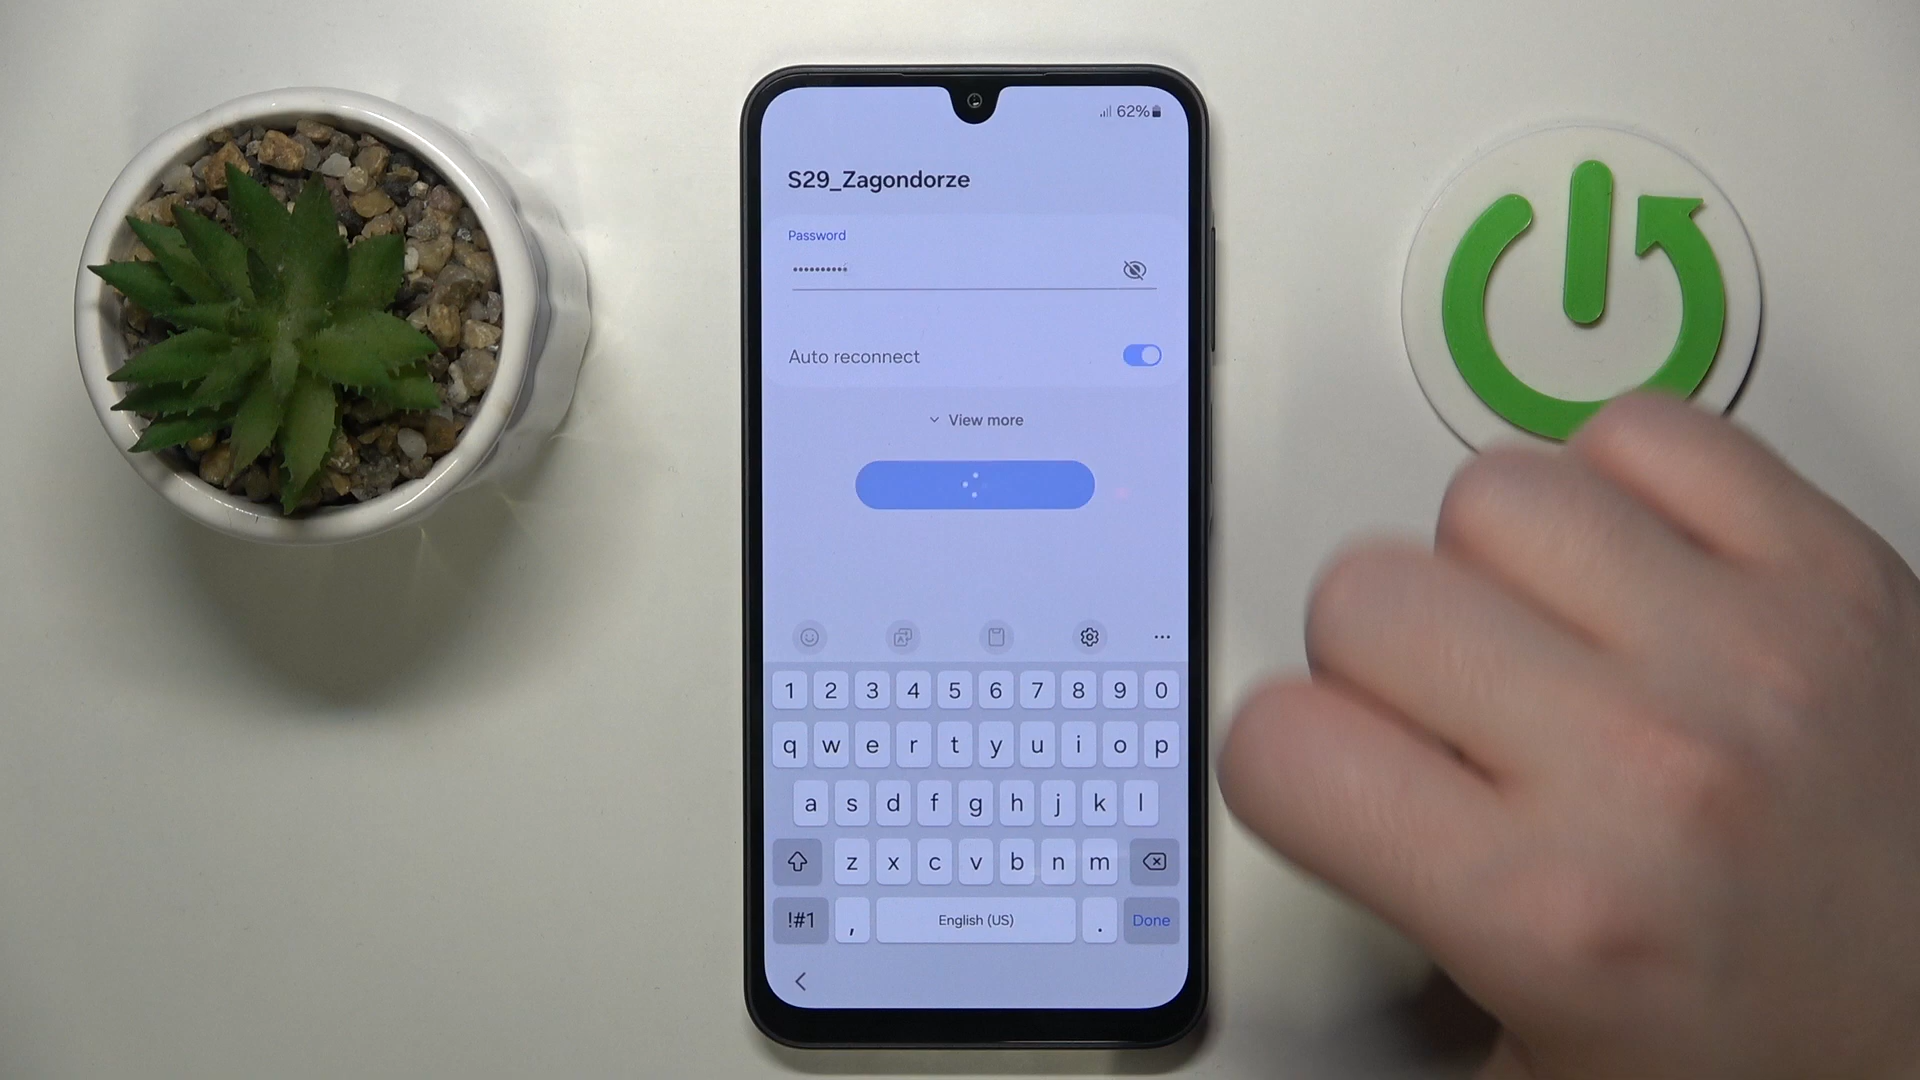 62%
S29_Zagondorze
Password
••••••••••
Auto reconnect
View more
1 2 3 4 5 6 7 8 9 0
q w e r t y u i o p
a s d f g h j k l
z x c v b n m
!#1 , English (US) . Done